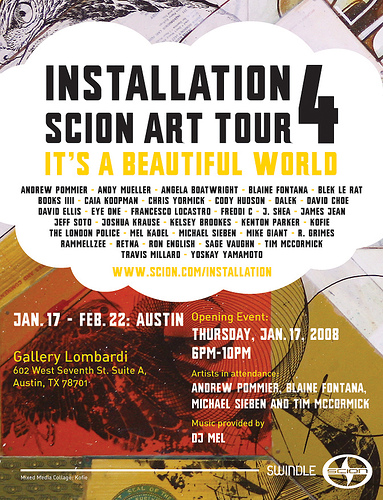 INSTALLATION 4
SCION ART TOUR
IT'S A BEAUTIFUL WORLD
ANDREW POMMIER - ANDY MUELLER - ANGELA BOATWRIGHT - BLAINE FONTANA - BLEK LE RAT
BOOKS IIII - CAIA KOOPMAN - CHRIS YORMICK - CODY HUDSON - DALEK - DAVID CHOE
DAVID ELLIS - EYE ONE - FRANCESCO LOCASTRO - FREDDI C - J. SHEA - JAMES JEAN
JEFF SOTO - JOSHUA KRAUSE - KELSEY BROOKES - KENTON PARKER - KOFIE
THE LONDON POLICE - MEL KADEL - MICHAEL SIEBEN - MIKE GIANT - R. GRIMES
RAMMELLZEE - RETNA - RON ENGLISH - SAGE VAUGHN - TIM MCCORMICK
TRAVIS MILLARD - YOSKAY YAMAMOTO
WWW.SCION.COM/INSTALLATION
JAN. 17 - FEB. 22: AUSTIN
Gallery Lombardi
602 West Seventh St. Suite A,
Austin, TX 78701
Opening Event:
THURSDAY, JAN. 17, 2008
6PM-10PM
Artists in attendance:
ANDREW POMMIER, BLAINE FONTANA,
MICHAEL SIEBEN AND TIM MCCORMICK
Music provided by
DJ MEL
SWINDLE
SCION
Mixed Media Collage: Kofie
SEAL OF THE